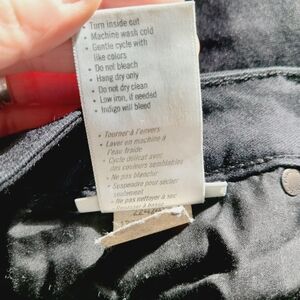 • Turn inside out
• Machine wash cold
• Gentle cycle with
like colors
• Do not bleach
• Hang dry only
• Do not dry clean
• Low iron, if needed
• Indigo will bleed
• Tourner à l'envers
• Laver en machine à
l'eau froide
• Cycle délicat avec
des couleurs semblables
• Ne pas blanchir
• Suspendre pour sécher
seulement
• Ne pas nettoyer à sec